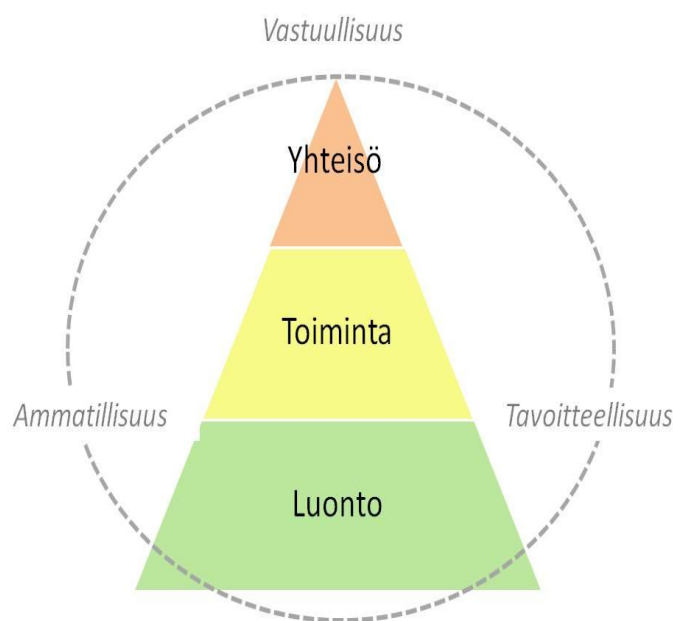 Vastuullisuus
Yhteisö
Toiminta
Ammatillisuus
Tavoitteellisuus
Luonto